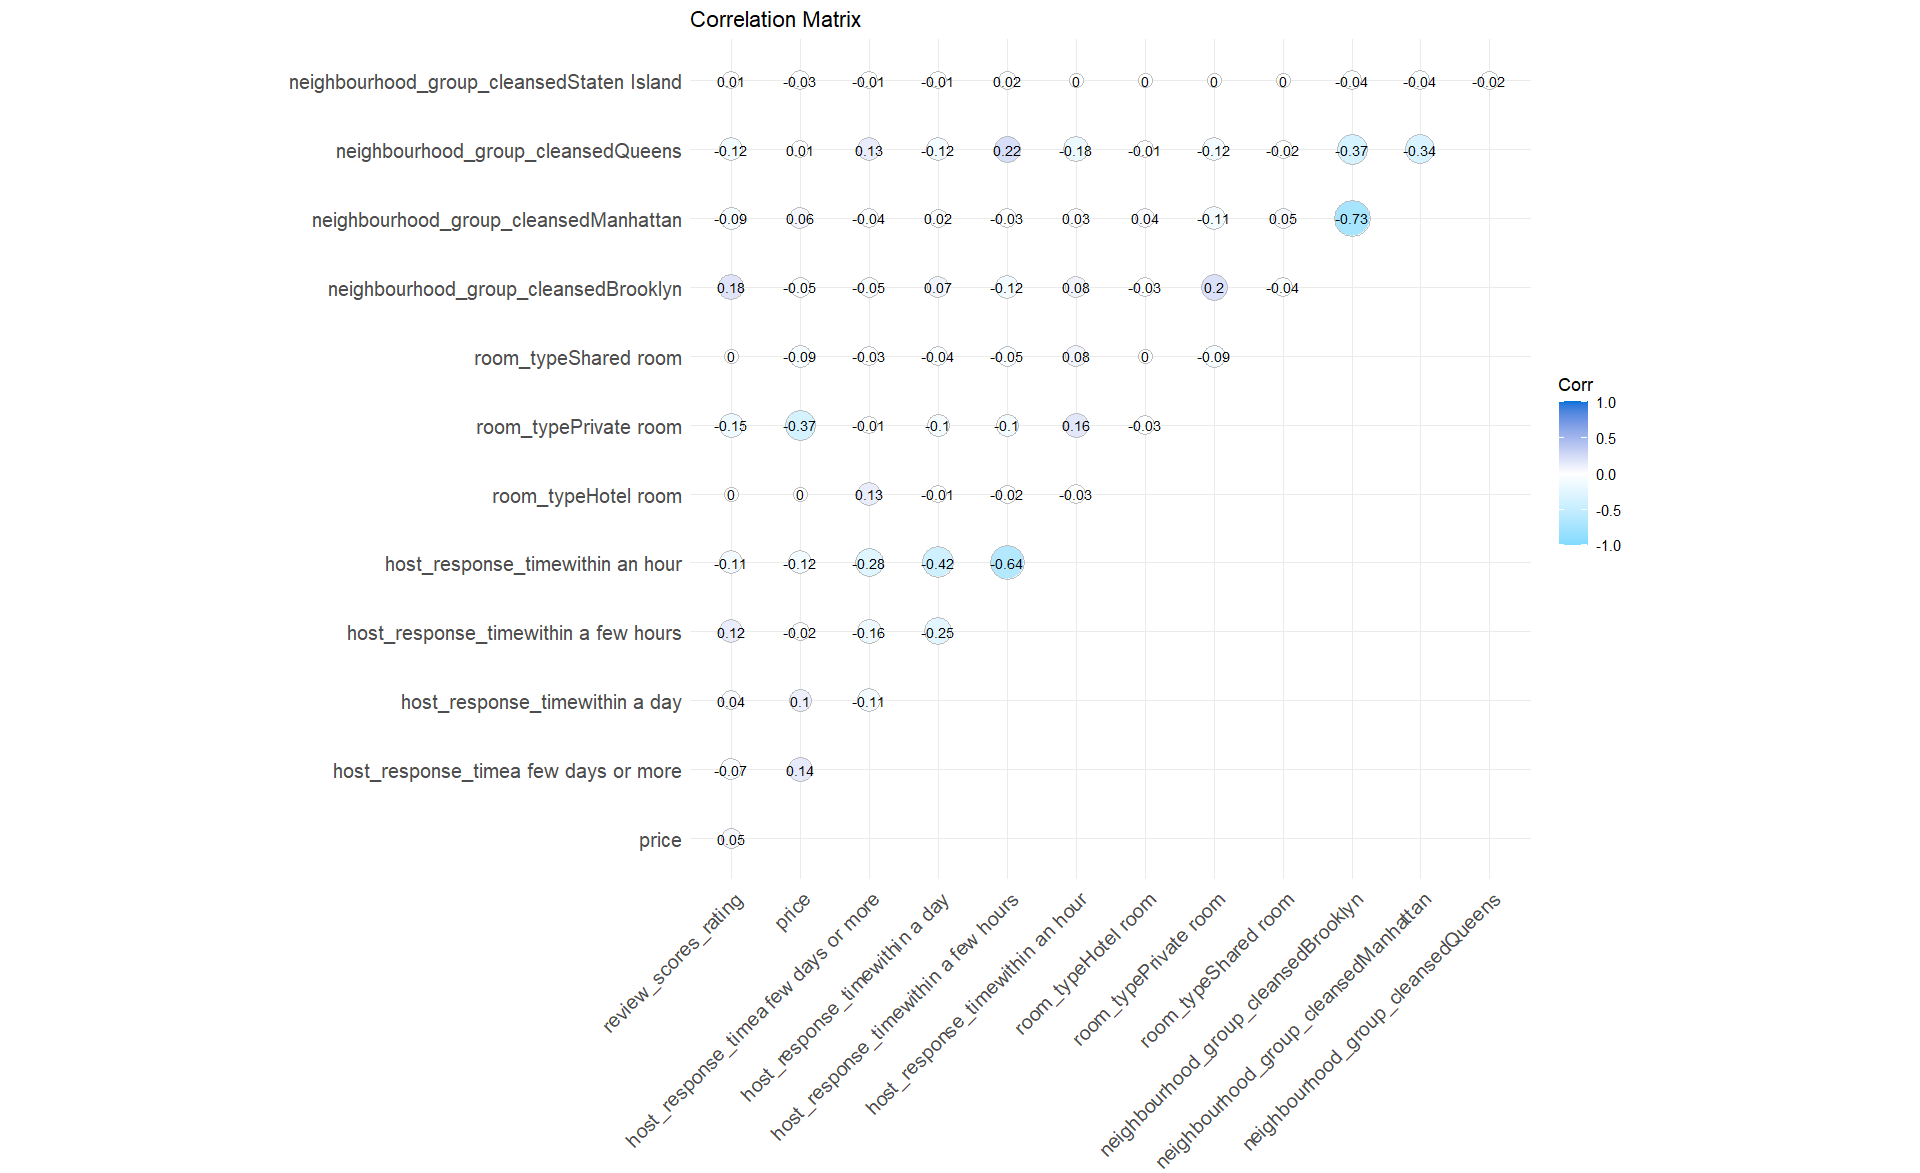 Correlation Matrix
neighbourhood_group_cleansedStaten Island 0.01 -0.03 -0.01 -0.01 0.02 0 0 0 0 -0.04 -0.04 -0.02
neighbourhood_group_cleansedQueens -0.12 0.01 0.13 -0.12 0.22 -0.18 -0.01 -0.12 -0.02 -0.37 -0.34
neighbourhood_group_cleansedManhattan -0.09 0.06 -0.04 0.02 -0.03 0.03 0.04 -0.11 0.05 -0.73
neighbourhood_group_cleansedBrooklyn 0.18 -0.05 -0.05 0.07 -0.12 0.08 -0.03 0.2 -0.04
room_typeShared room 0 -0.09 -0.03 -0.04 -0.05 0.08 0 -0.09
room_typePrivate room -0.15 -0.37 -0.01 -0.1 -0.1 0.16 -0.03
room_typeHotel room 0 0 0.13 -0.01 -0.02 -0.03
host_response_timewithin an hour -0.11 -0.12 -0.28 -0.42 -0.64
host_response_timewithin a few hours 0.12 -0.02 -0.16 -0.25
host_response_timewithin a day 0.04 0.1 -0.11
host_response_timea few days or more -0.07 0.14
price 0.05
review_scores_rating
price
host_response_timea few days or more
host_response_timewithin a day
host_response_timewithin a few hours
host_response_timewithin an hour
room_typeHotel room
room_typePrivate room
room_typeShared room
neighbourhood_group_cleansedBrooklyn
neighbourhood_group_cleansedManhattan
neighbourhood_group_cleansedQueens
Corr
1.0
0.5
0.0
-0.5
-1.0